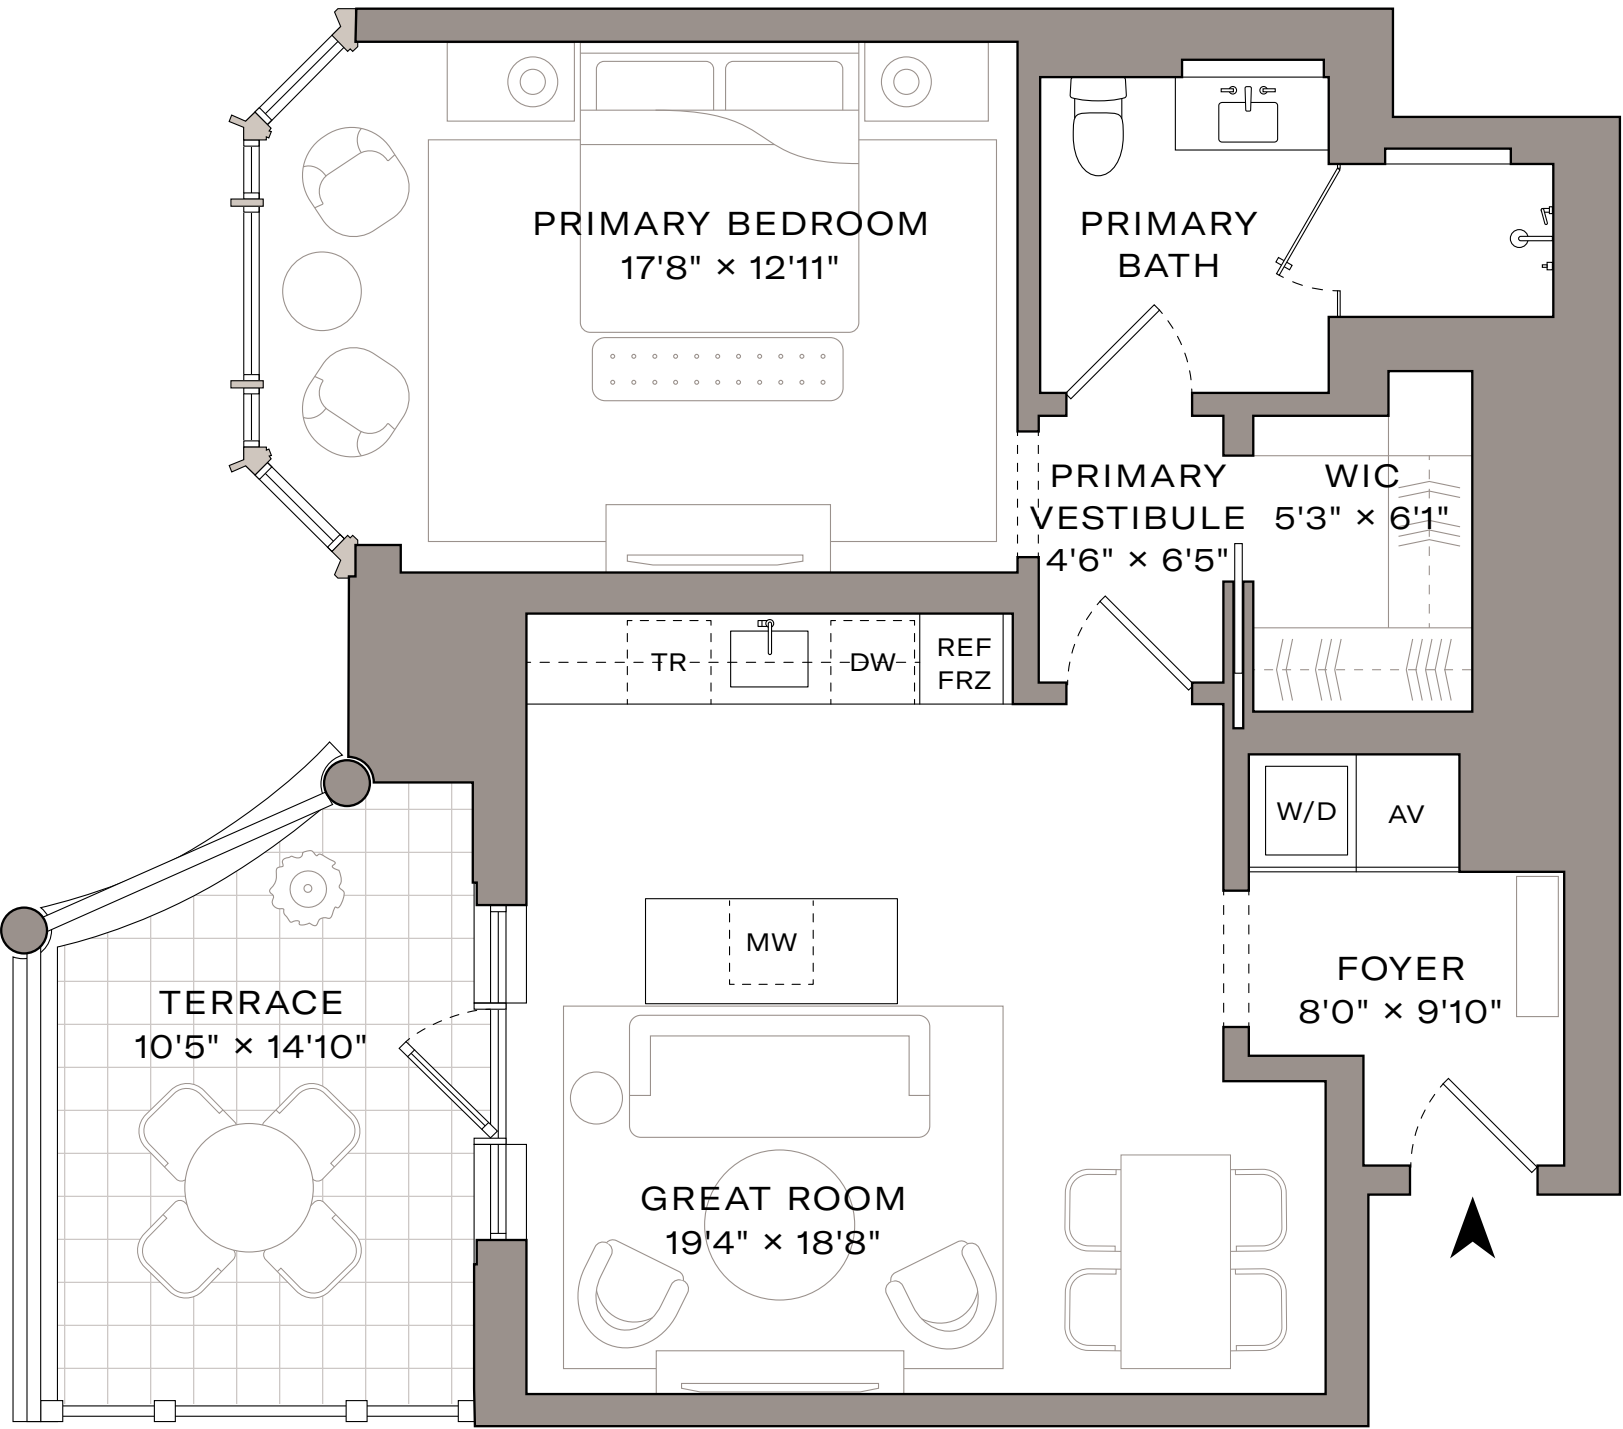 PRIMARY BEDROOM
17'8" × 12'11"
PRIMARY
BATH
PRIMARY
VESTIBULE
4'6" × 6'5"
WIC
5'3" × 6'1"
TR
DW
REF
FRZ
W/D
AV
MW
FOYER
8'0" × 9'10"
TERRACE
10'5" × 14'10"
GREAT ROOM
19'4" × 18'8"